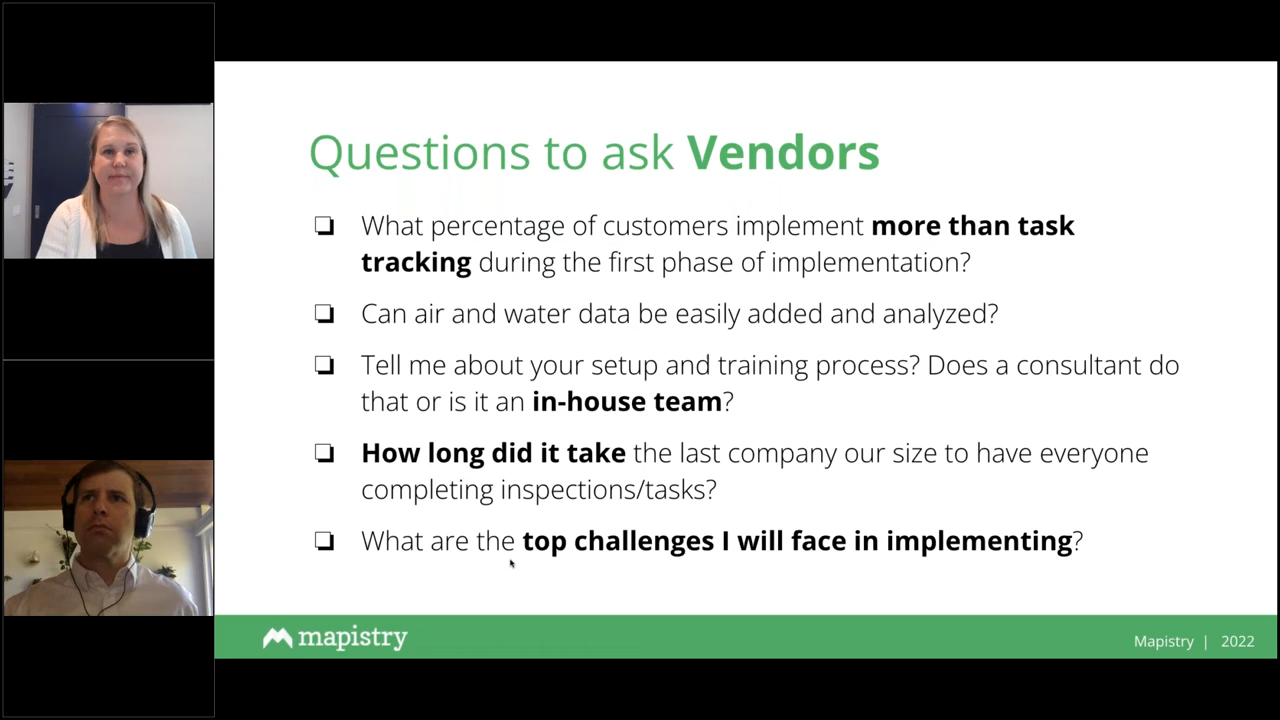 Questions to ask Vendors
What percentage of customers implement more than task
tracking during the first phase of implementation?
Can air and water data be easily added and analyzed?
Tell me about your setup and training process? Does a consultant do
that or is it an in-house team?
How long did it take the last company our size to have everyone
completing inspections/tasks?
What are the top challenges I will face in implementing?
mapistry
Mapistry | 2022